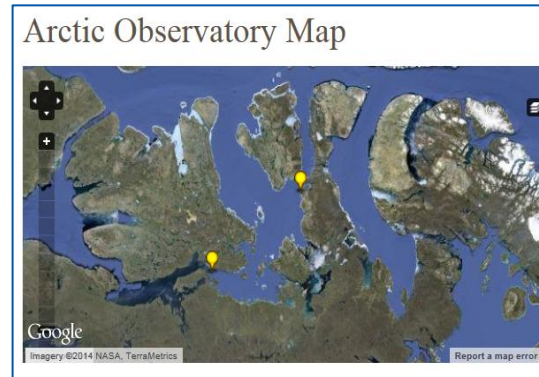 Arctic Observatory Map
Google
Imagery ©2014 NASA, TerraMetrics
Report a map error